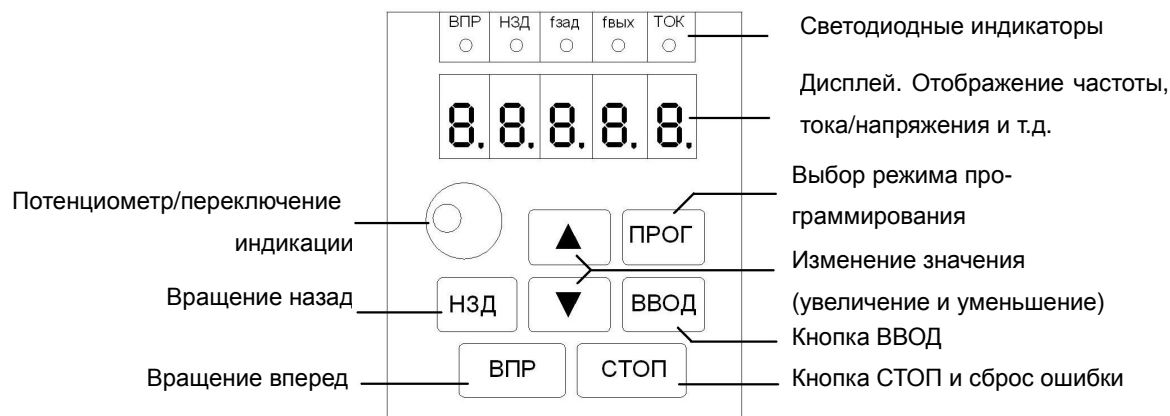 ВПР НЗД fзад fвых ТОК
Светодиодные индикаторы
8.8.8.8.8.
Дисплей. Отображение частоты,
тока/напряжения и т.д.
Выбор режима про-
граммирования
Потенциометр/переключение
индикации
▲ ПРОГ
Изменение значения
(увеличение и уменьшение)
Вращение назад
НЗД ▼ ВВОД
Кнопка ВВОД
Вращение вперед
ВПР СТОП
Кнопка СТОП и сброс ошибки